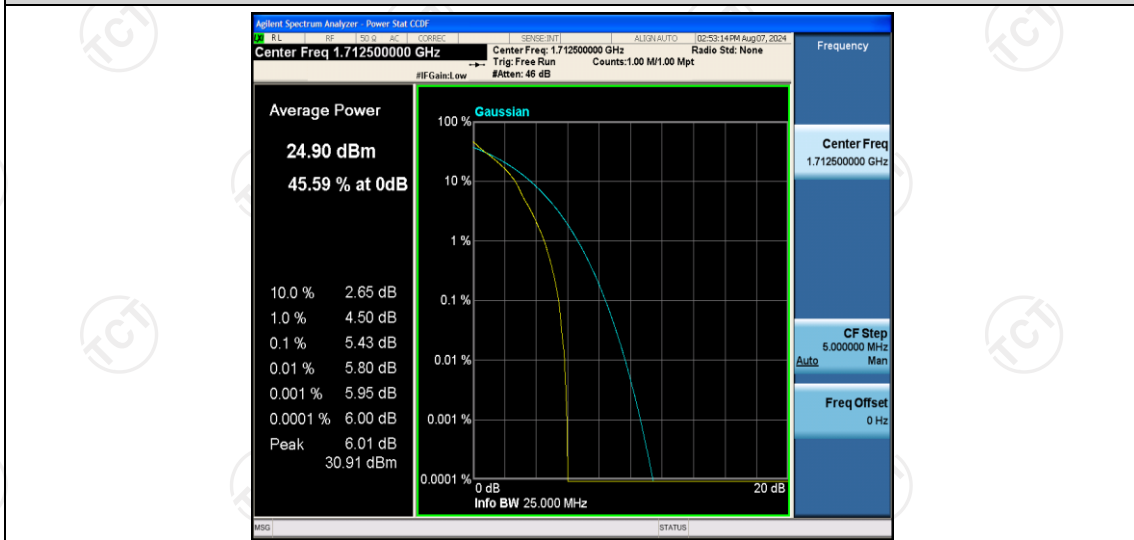 Agilent Spectrum Analyzer - Power Stat CCDF
RL RF 50 Ω AC CORREC SENSE:INT ALIGN AUTO 02:53:14 PM Aug 07, 2024
Center Freq 1.712500000 GHz
Center Freq: 1.712500000 GHz Radio Std: None
Trig: Free Run Counts:1.00 M/1.00 Mpt
#IFGain:Low #Atten: 46 dB
Frequency
Average Power
24.90 dBm
45.59 % at 0dB
10.0 % 2.65 dB
1.0 % 4.50 dB
0.1 % 5.43 dB
0.01 % 5.80 dB
0.001 % 5.95 dB
0.0001 % 6.00 dB
Peak 6.01 dB
30.91 dBm
Gaussian
100 %
10 %
1 %
0.1 %
0.01 %
0.001 %
0.0001 %
0 dB 20 dB
Info BW 25.000 MHz
Center Freq
1.712500000 GHz
CF Step
5.000000 MHz
Auto Man
Freq Offset
0 Hz
MSG STATUS
TCT
TCT
TCT
TCT